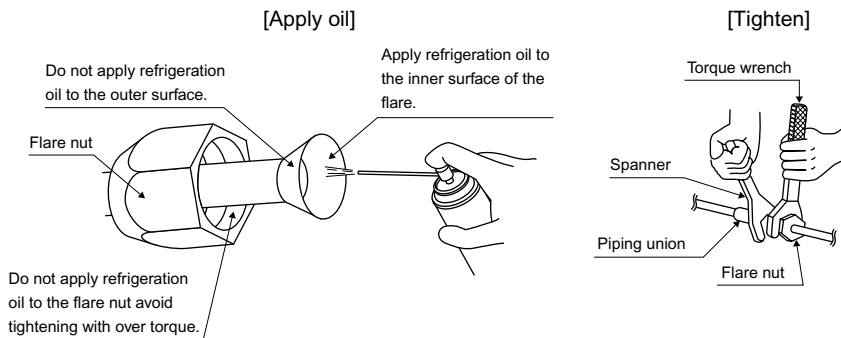 [Apply oil]
Do not apply refrigeration
oil to the outer surface.
Apply refrigeration oil to
the inner surface of the
flare.
Flare nut
Do not apply refrigeration
oil to the flare nut avoid
tightening with over torque.
[Tighten]
Torque wrench
Spanner
Piping union
Flare nut